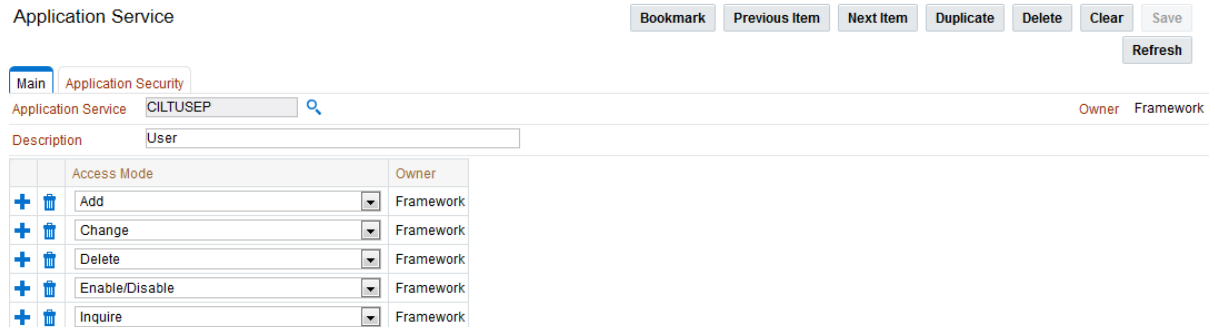 Application Service Bookmark Previous Item Next Item Duplicate Delete Clear Save
Refresh
Main Application Security
Application Service CILTUSEP Owner Framework
Description User
Access Mode Owner
Add Framework
Change Framework
Delete Framework
Enable/Disable Framework
Inquire Framework